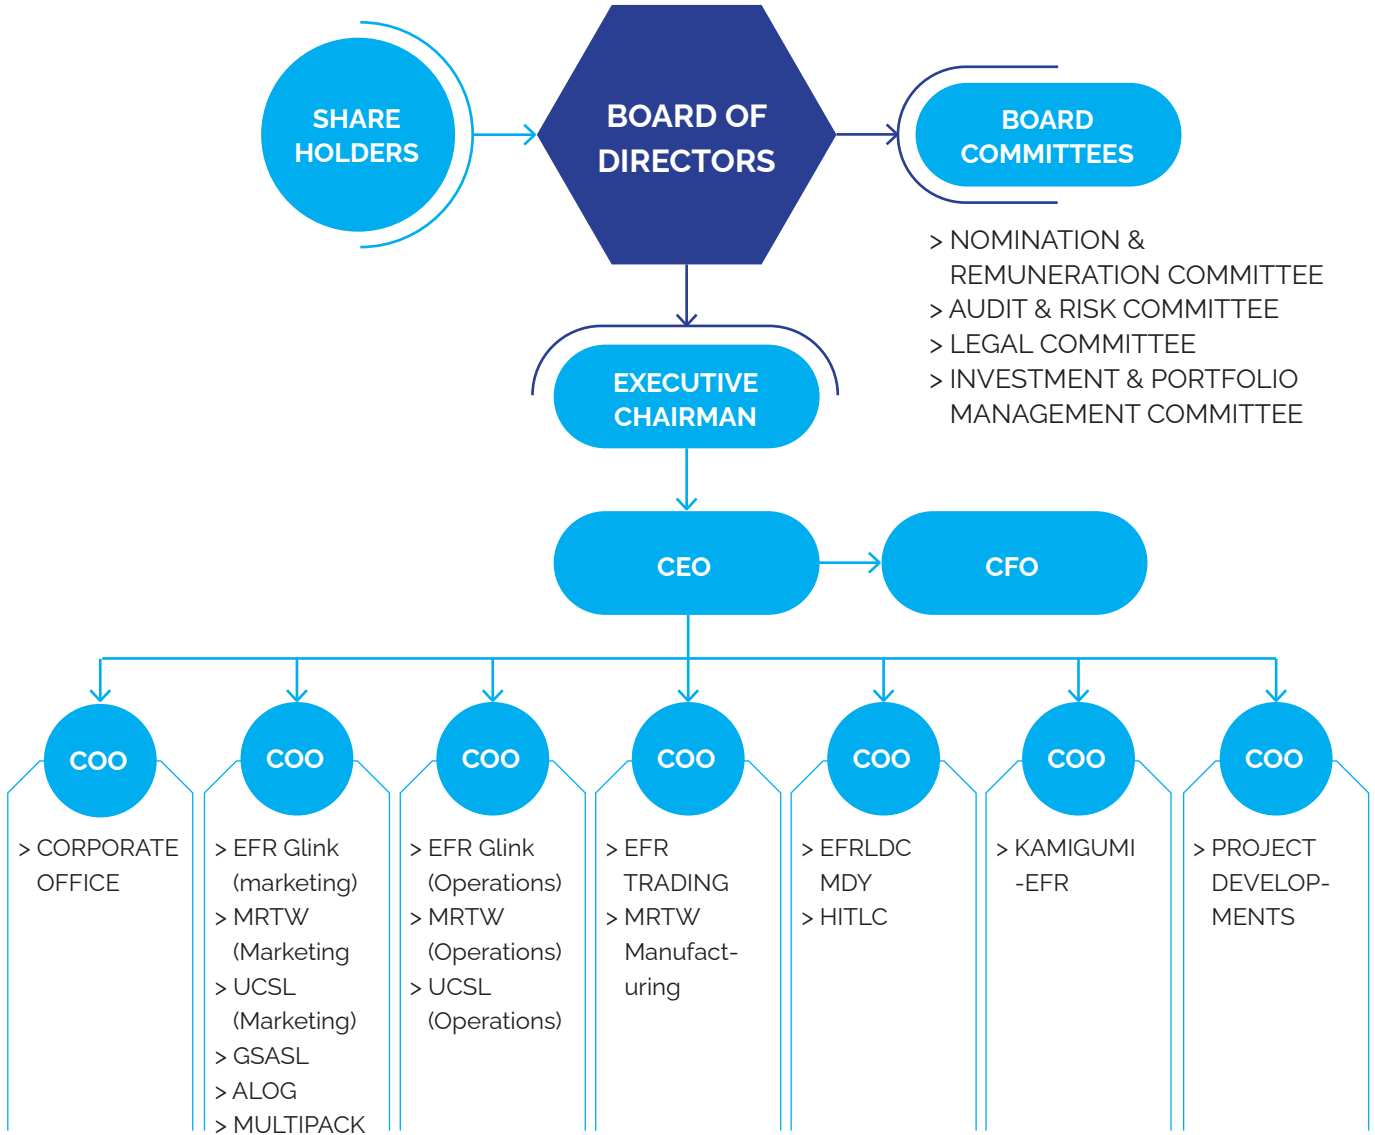 SHARE
HOLDERS
BOARD OF
DIRECTORS
BOARD
COMMITTEES
> NOMINATION &
REMUNERATION COMMITTEE
> AUDIT & RISK COMMITTEE
> LEGAL COMMITTEE
> INVESTMENT & PORTFOLIO
MANAGEMENT COMMITTEE
EXECUTIVE
CHAIRMAN
CEO
CFO
COO
> CORPORATE
OFFICE
COO
> EFR Glink
(marketing)
> MRTW
(Marketing
> UCSL
(Marketing)
> GSASL
> ALOG
> MULTIPACK
COO
> EFR Glink
(Operations)
> MRTW
(Operations)
> UCSL
(Operations)
COO
> EFR
TRADING
> MRTW
Manufact-
uring
COO
> EFRLDC
MDY
> HITLC
COO
> KAMIGUMI
-EFR
COO
> PROJECT
DEVELOP-
MENTS